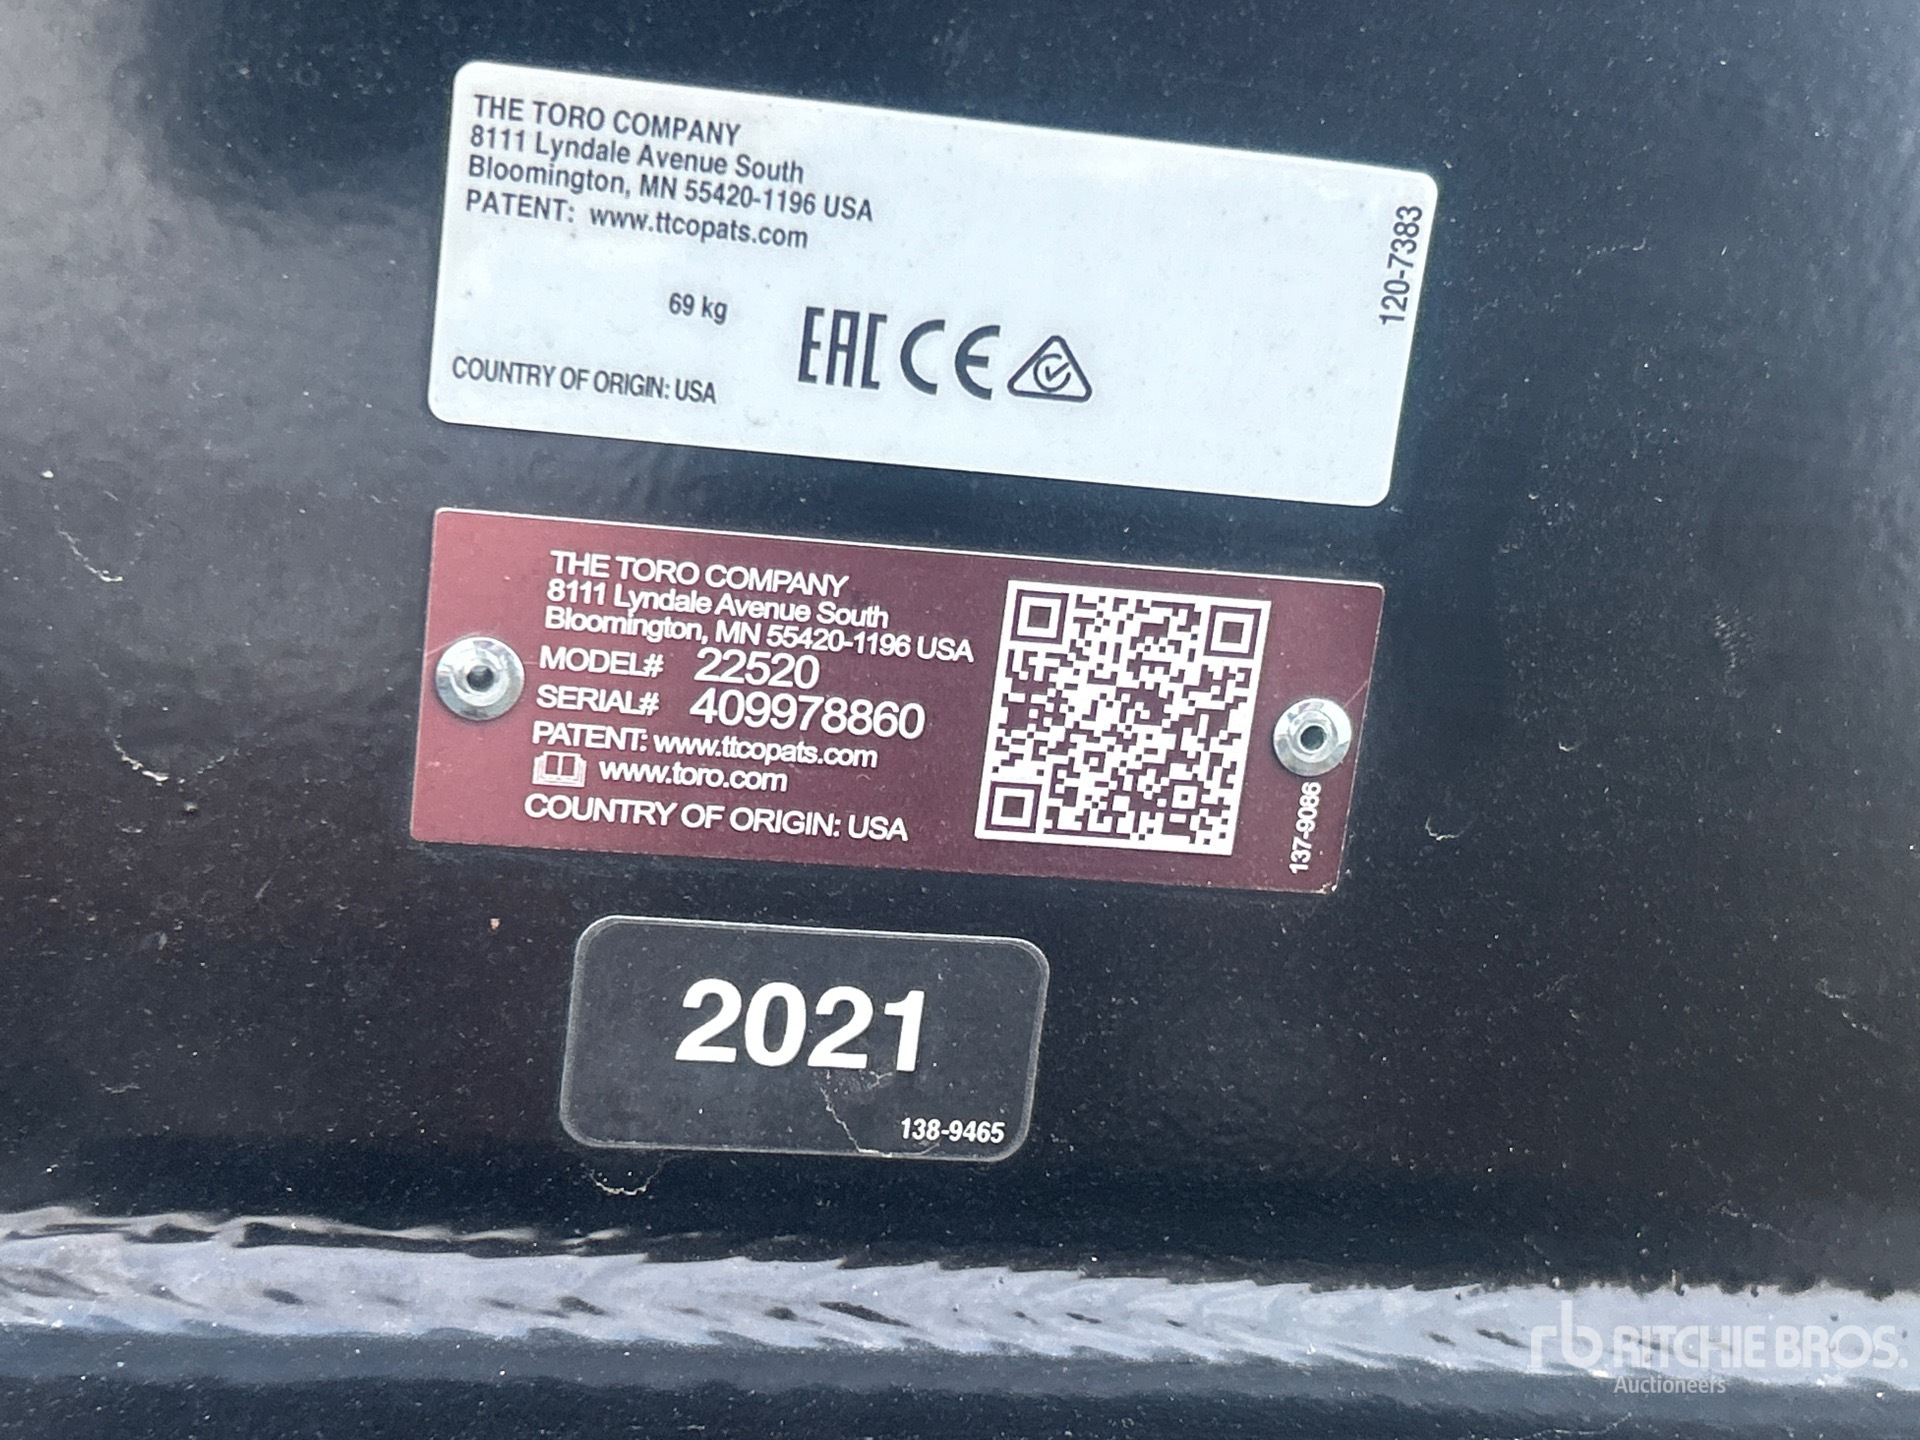 THE TORO COMPANY
8111 Lyndale Avenue South
Bloomington, MN 55420-1196 USA
PATENT: www.ttcopats.com
69 kg
EAC CE
COUNTRY OF ORIGIN: USA
120-7383
THE TORO COMPANY
8111 Lyndale Avenue South
Bloomington, MN 55420-1196 USA
MODEL# 22520
SERIAL# 409978860
PATENT: www.ttcopats.com
www.toro.com
COUNTRY OF ORIGIN: USA
137-9086
2021
138-9465
rb RITCHIE BROS.
Auctioneers